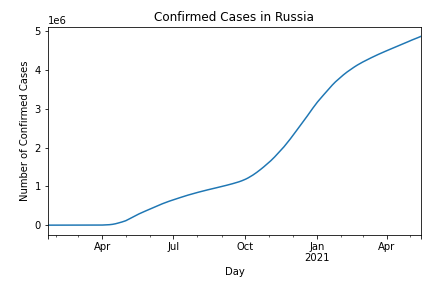 Confirmed Cases in Russia
1e6
5
4
3
2
1
0
Number of Confirmed Cases
Apr Jul Oct Jan Apr
2021
Day